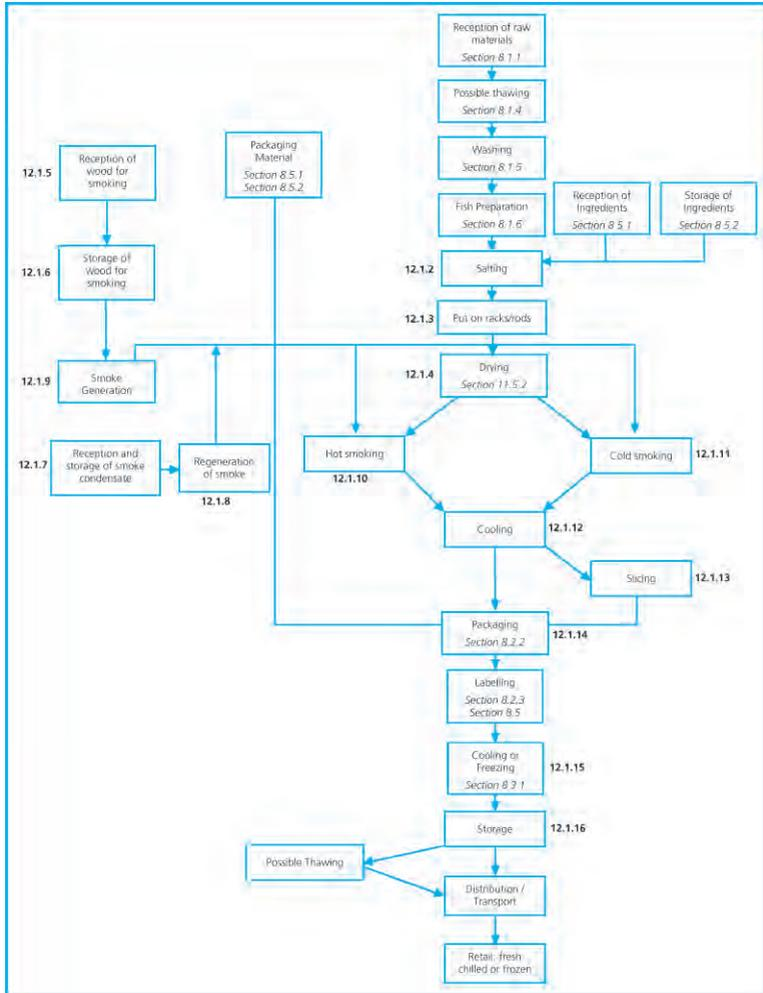 Reception of raw
materials
Section 8.1.1
Possible thawing
Section 8.1.4
Washing
Section 8.1.5
Fish Preparation
Section 8.1.6
Reception of
Ingredients
Section 8.5.1
Storage of
Ingredients
Section 8.5.2
Packaging
Material
Section 8.5.1
Section 8.5.2
12.1.5
Reception of
wood for
smoking
12.1.6
Storage of
wood for
smoking
12.1.2
Salting
12.1.3
Put on racks/rods
12.1.9
Smoke
Generation
12.1.4
Drying
Section 11.5.2
12.1.7
Reception and
storage of smoke
condensate
Regeneration
of smoke
12.1.8
Hot smoking
12.1.10
Cold smoking
12.1.11
Cooling
12.1.12
Slicing
12.1.13
Packaging
Section 8.2.2
12.1.14
Labelling
Section 8.2.3
Section 8.5
Cooling or
Freezing
Section 8.3.1
12.1.15
Storage
12.1.16
Possible Thawing
Distribution /
Transport
Retail: fresh
chilled or frozen